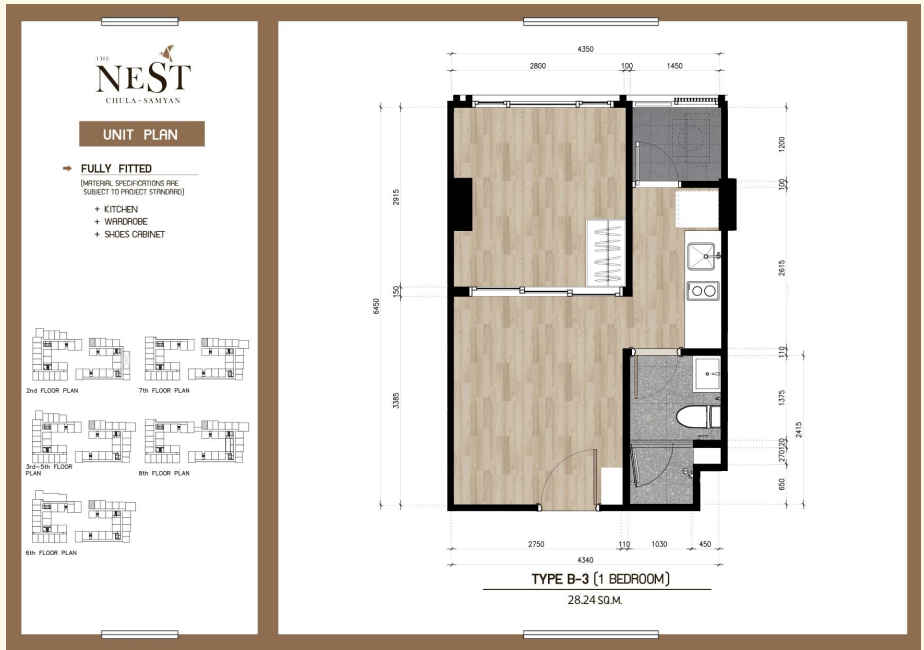 THE
NEST
CHULA-SAMYAN
UNIT PLAN
FULLY FITTED
(MATERIAL SPECIFICATIONS ARE
SUBJECT TO PROJECT STANDARD)
+ KITCHEN
+ WARDROBE
+ SHOES CABINET
2nd FLOOR PLAN
7th FLOOR PLAN
3rd-5th FLOOR
PLAN
8th FLOOR PLAN
6th FLOOR PLAN
4350
2800
100
1450
1200
100
2615
110
1375
2415
120
270
650
6450
2915
150
3385
2750
110
1030
450
4340
TYPE B-3 (1 BEDROOM)
28.24 SQ.M.